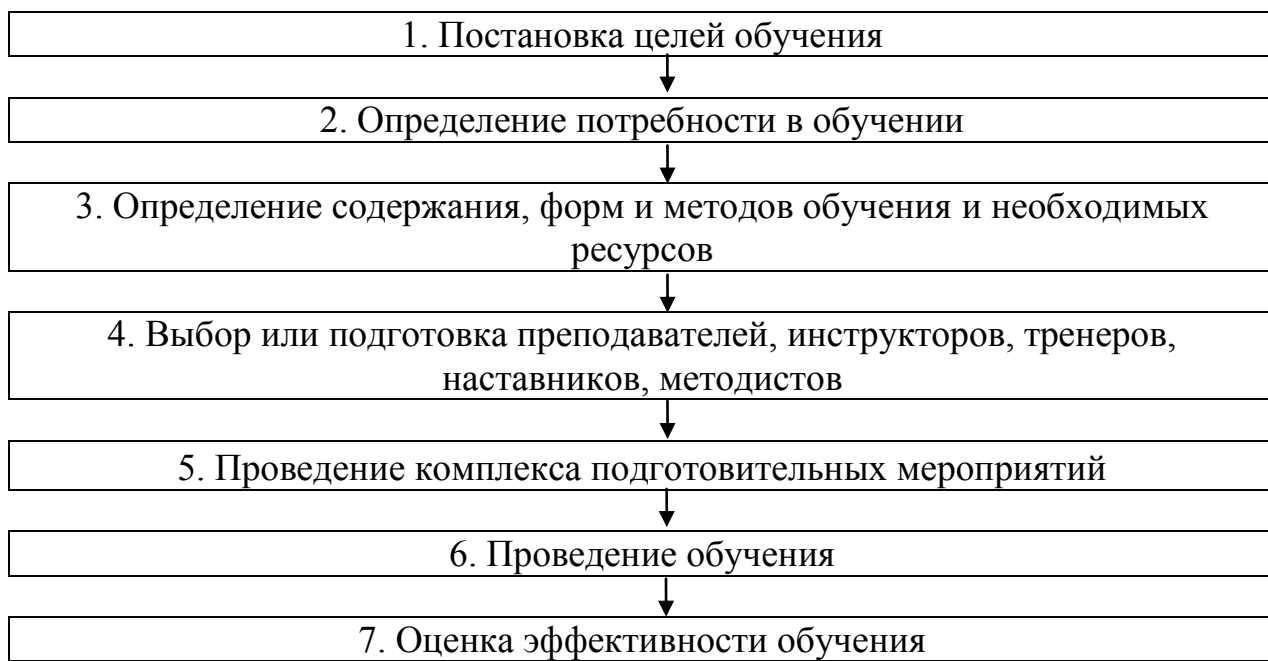 1. Постановка целей обучения
2. Определение потребности в обучении
3. Определение содержания, форм и методов обучения и необходимых
ресурсов
4. Выбор или подготовка преподавателей, инструкторов, тренеров,
наставников, методистов
5. Проведение комплекса подготовительных мероприятий
6. Проведение обучения
7. Оценка эффективности обучения